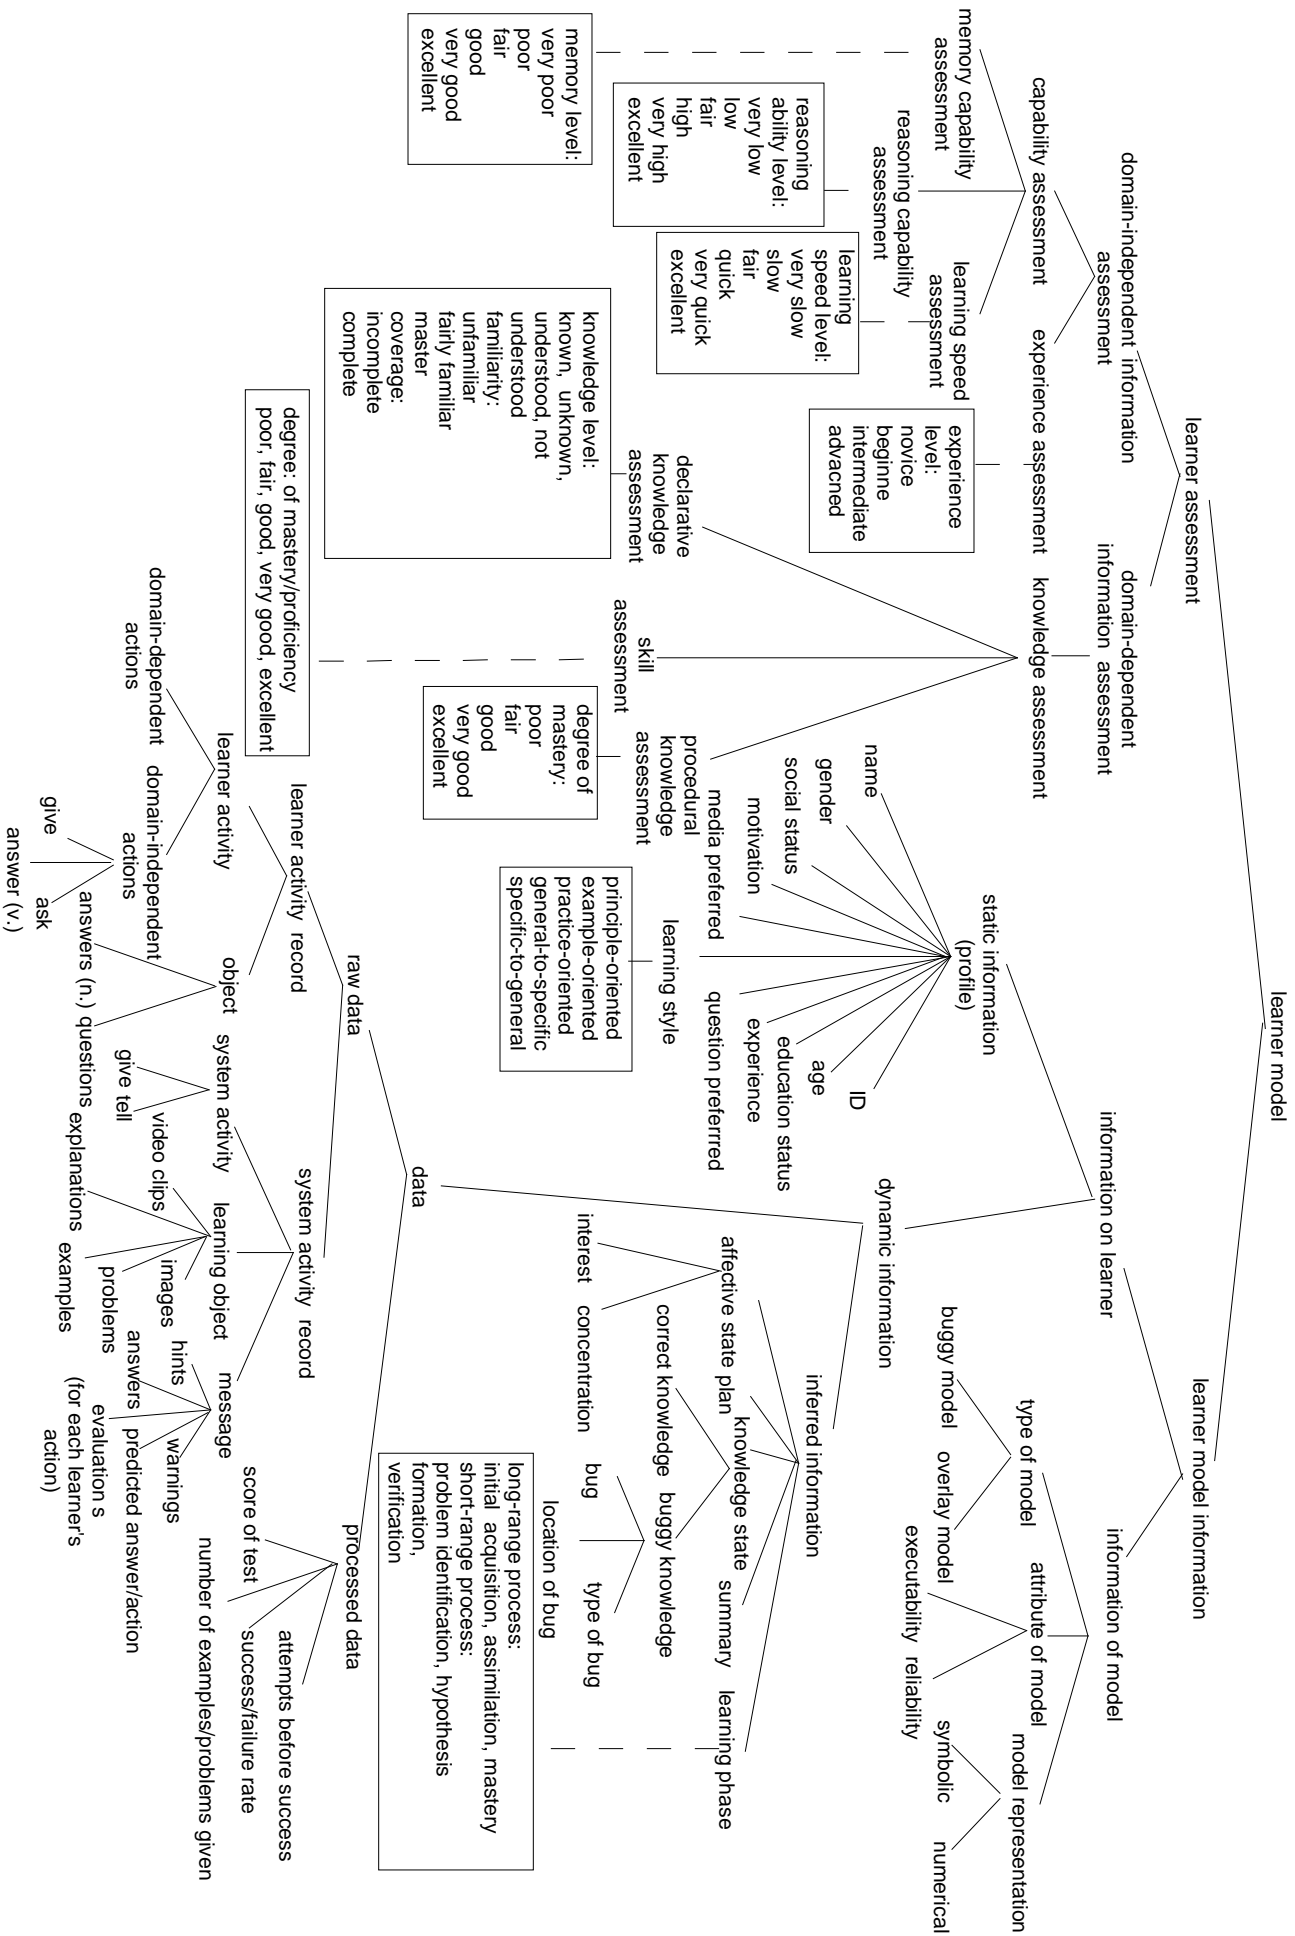 learner model
learner assessment
learner model information
domain-independent information
assessment
domain-dependent
information assessment
information on learner
information of model
capability assessment
experience assessment
knowledge assessment
memory capability
assessment
reasoning capability
assessment
learning speed
assessment
memory level:
very poor
poor
fair
good
very good
excellent
reasoning
ability level:
very low
low
fair
high
very high
excellent
learning
speed level:
very slow
slow
fair
quick
very quick
excellent
experience
level:
novice
beginne
intermediate
advacned
declarative
knowledge
assessment
skill
assessment
procedural
knowledge
assessment
knowledge level:
known, unknown,
understood, not
understood
familiarity:
unfamiliar
fairly familiar
master
coverage:
incomplete
complete
degree: of mastery/proficiency
poor, fair, good, very good, excellent
degree of
mastery:
poor
fair
good
very good
excellent
static information
(profile)
name
gender
social status
motivation
media preferred
learning style
question preferrred
experience
education status
age
ID
principle-oriented
example-oriented
practice-oriented
general-to-specific
specific-to-general
dynamic information
type of model
attribute of model
model representation
buggy model
overlay model
executability
reliability
symbolic
numerical
data
inferred information
affective state
plan
knowledge state
summary
learning phase
interest
concentration
correct knowledge
buggy knowledge
bug
location of bug
type of bug
long-range process:
initial acquisition, assimilation, mastery
short-range process:
problem identification, hypothesis
formation,
verification
raw data
processed data
learner activity record
system activity record
learner activity
object
system activity
learning object
message
domain-dependent
actions
domain-independent
actions
give
answer (v.)
ask
answers (n.)
questions
give
tell
video clips
explanations
examples
problems
images
hints
answers
evaluation s
(for each learner's
action)
predicted answer/action
warnings
score of test
number of examples/problems given
success/failure rate
attempts before success